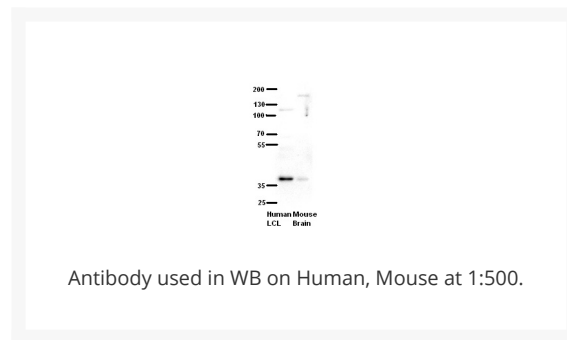 200
130
100
70
55
35
25
Human Mouse
LCL Brain
Antibody used in WB on Human, Mouse at 1:500.